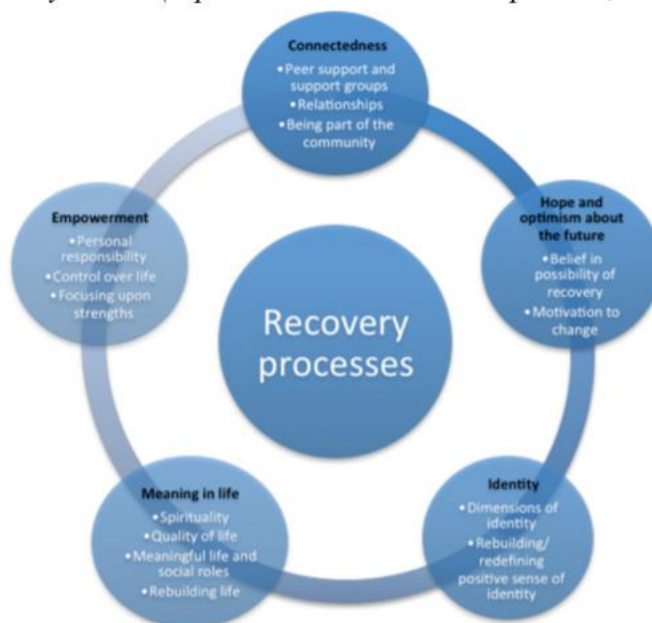 Connectedness
•Peer support and
support groups
•Relationships
•Being part of the
community
Hope and
optimism about
the future
•Belief in
possibility of
recovery
•Motivation to
change
Identity
•Dimensions of
identity
•Rebuilding/
redefining
positive sense of
identity
Meaning in life
•Spirituality
•Quality of life
•Meaningful life and
social roles
•Rebuilding life
Empowerment
•Personal
responsibility
•Control over life
•Focusing upon
strengths
Recovery
processes